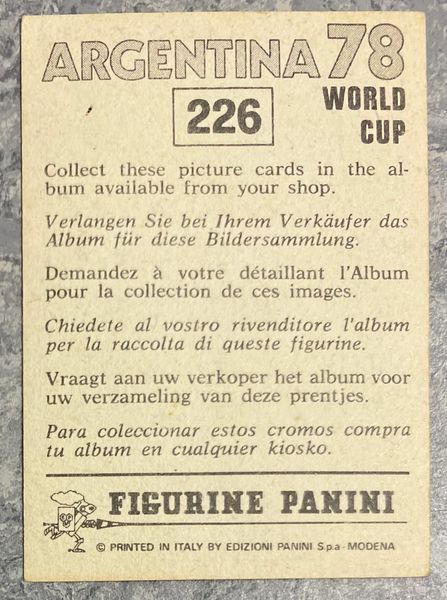 ARGENTINA 78
226
WORLD
CUP
Collect these picture cards in the al-
bum available from your shop.
Verlangen Sie bei Ihrem Verkäufer das
Album für diese Bildersammlung.
Demandez à votre détaillant l'Album
pour la collection de ces images.
Chiedete al vostro rivenditore l'album
per la raccolta di queste figurine.
Vraagt aan uw verkoper het album voor
uw verzameling van deze prentjes.
Para coleccionar estos cromos compra
tu album en cualquier kiosko.
FIGURINE PANINI
© PRINTED IN ITALY BY EDIZIONI PANINI S.p.a - MODENA